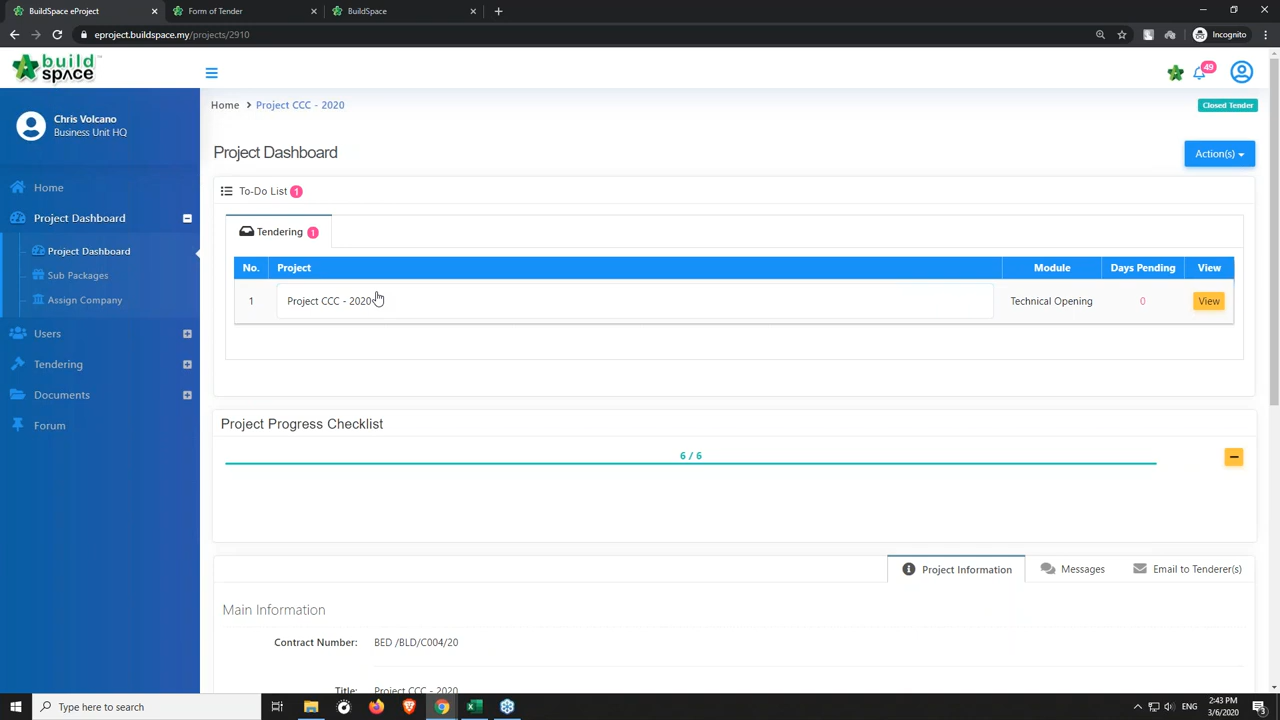 BuildSpace eProject
Form of Tender
BuildSpace
eproject.buildspace.my/projects/2910
Incognito
build
space
49
Chris Volcano
Business Unit HQ
Home
Project Dashboard
Project Dashboard
Sub Packages
Assign Company
Users
Tendering
Documents
Forum
Home > Project CCC - 2020
Closed Tender
Project Dashboard
Action(s)
To-Do List 1
Tendering 1
No. Project Module Days Pending View
1 Project CCC - 2020 Technical Opening 0 View
Project Progress Checklist
6 / 6
Project Information Messages Email to Tenderer(s)
Main Information
Contract Number: BED /BLD/C004/20
Title: Project CCC - 2020
Type here to search
ENG
2:43 PM
3/6/2020